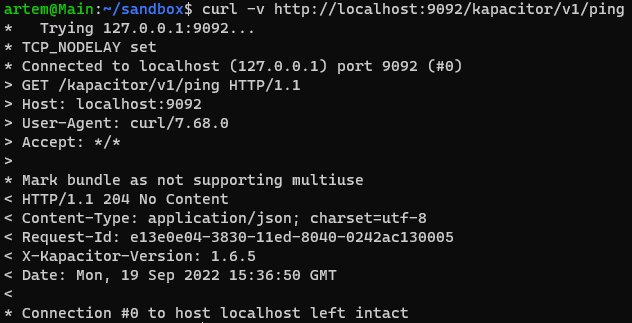 artem@Main:~/sandbox$ curl -v http://localhost:9092/kapacitor/v1/ping
*   Trying 127.0.0.1:9092...
* TCP_NODELAY set
* Connected to localhost (127.0.0.1) port 9092 (#0)
> GET /kapacitor/v1/ping HTTP/1.1
> Host: localhost:9092
> User-Agent: curl/7.68.0
> Accept: */*
>
* Mark bundle as not supporting multiuse
< HTTP/1.1 204 No Content
< Content-Type: application/json; charset=utf-8
< Request-Id: e13e0e04-3830-11ed-8040-0242ac130005
< X-Kapacitor-Version: 1.6.5
< Date: Mon, 19 Sep 2022 15:36:50 GMT
<
* Connection #0 to host localhost left intact